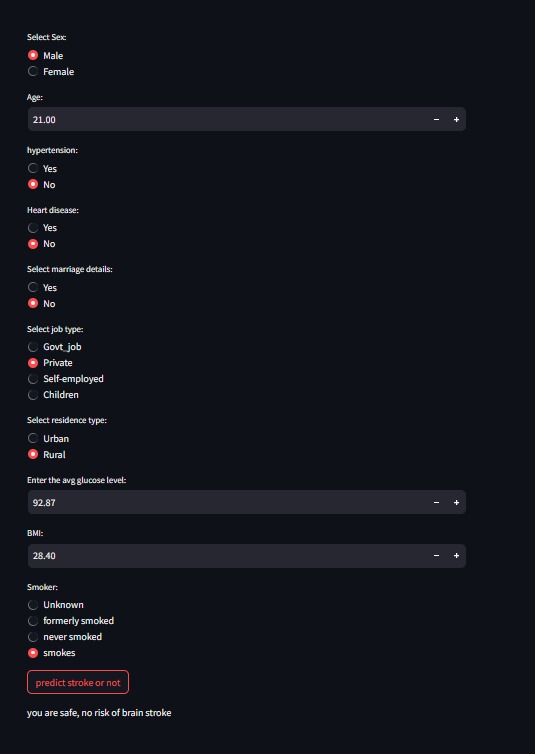 Select Sex:
Male
Female
Age:
21.00
hypertension:
Yes
No
Heart disease:
Yes
No
Select marriage details:
Yes
No
Select job type:
Govt_job
Private
Self-employed
Children
Select residence type:
Urban
Rural
Enter the avg glucose level:
92.87
BMI:
28.40
Smoker:
Unknown
formerly smoked
never smoked
smokes
predict stroke or not
you are safe, no risk of brain stroke